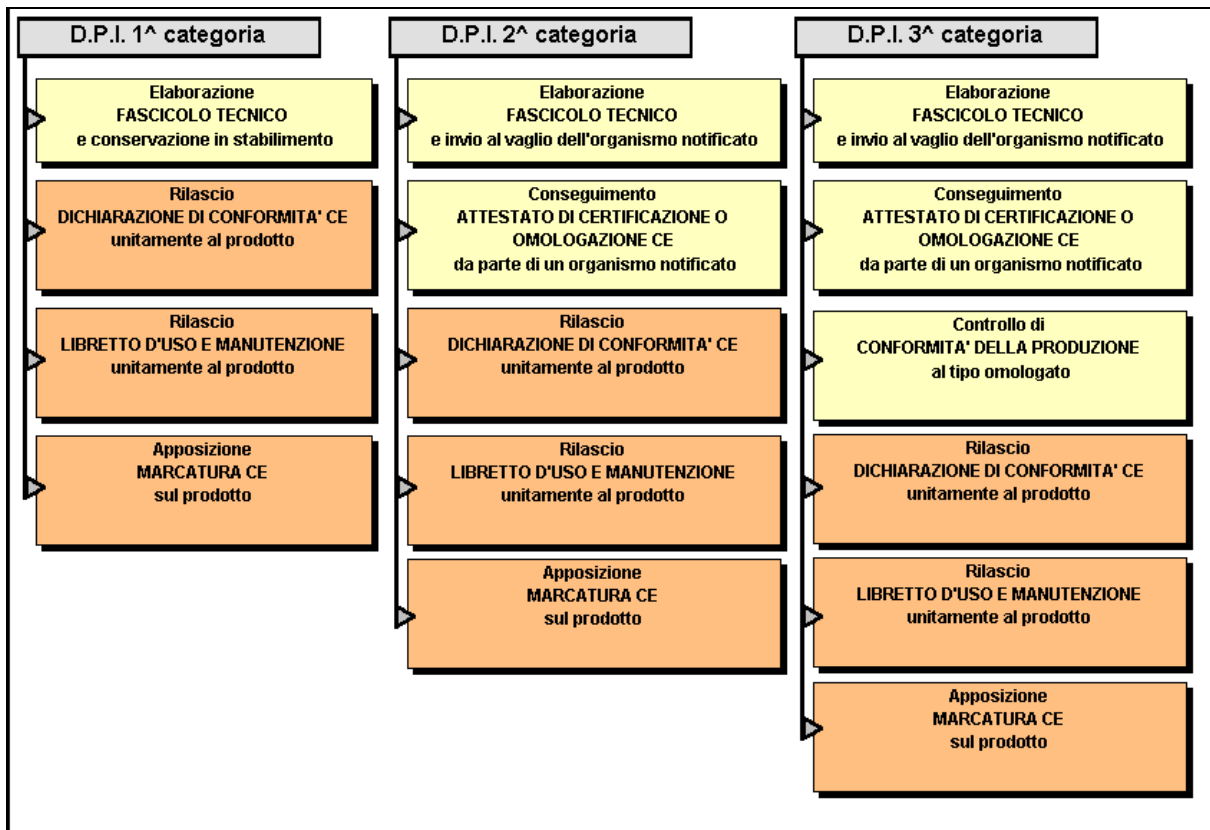 D.P.I. 1^ categoria
Elaborazione
FASCICOLO TECNICO
e conservazione in stabilimento
Rilascio
DICHIARAZIONE DI CONFORMITA' CE
unitamente al prodotto
Rilascio
LIBRETTO D'USO E MANUTENZIONE
unitamente al prodotto
Apposizione
MARCATURA CE
sul prodotto
D.P.I. 2^ categoria
Elaborazione
FASCICOLO TECNICO
e invio al vaglio dell'organismo notificato
Conseguimento
ATTESTATO DI CERTIFICAZIONE O
OMOLOGAZIONE CE
da parte di un organismo notificato
Rilascio
DICHIARAZIONE DI CONFORMITA' CE
unitamente al prodotto
Rilascio
LIBRETTO D'USO E MANUTENZIONE
unitamente al prodotto
Apposizione
MARCATURA CE
sul prodotto
D.P.I. 3^ categoria
Elaborazione
FASCICOLO TECNICO
e invio al vaglio dell'organismo notificato
Conseguimento
ATTESTATO DI CERTIFICAZIONE O
OMOLOGAZIONE CE
da parte di un organismo notificato
Controllo di
CONFORMITA' DELLA PRODUZIONE
al tipo omologato
Rilascio
DICHIARAZIONE DI CONFORMITA' CE
unitamente al prodotto
Rilascio
LIBRETTO D'USO E MANUTENZIONE
unitamente al prodotto
Apposizione
MARCATURA CE
sul prodotto